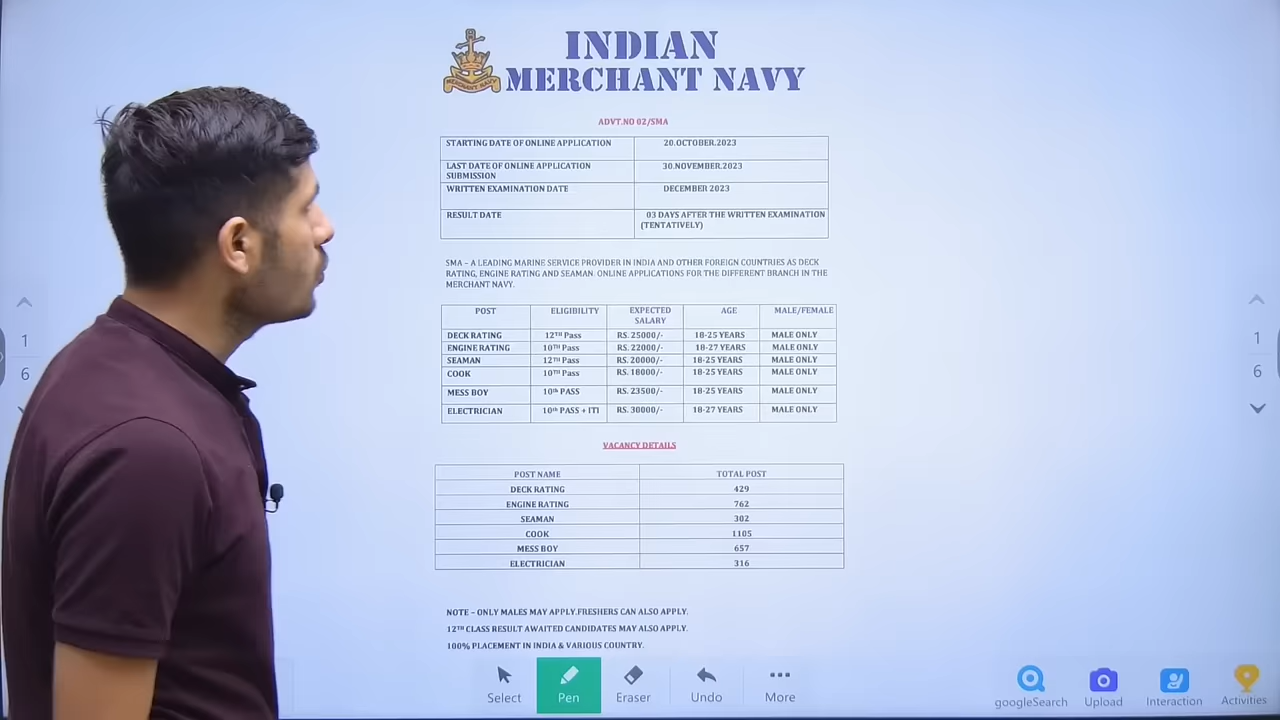 INDIAN
MERCHANT NAVY
MERCHANT NAVY
ADVT.NO 02/SMA
STARTING DATE OF ONLINE APPLICATION 20.OCTOBER.2023
LAST DATE OF ONLINE APPLICATION SUBMISSION 30.NOVEMBER.2023
WRITTEN EXAMINATION DATE DECEMBER 2023
RESULT DATE 03 DAYS AFTER THE WRITTEN EXAMINATION (TENTATIVELY)
SMA – A LEADING MARINE SERVICE PROVIDER IN INDIA AND OTHER FOREIGN COUNTRIES AS DECK
RATING, ENGINE RATING AND SEAMAN. ONLINE APPLICATIONS FOR THE DIFFERENT BRANCH IN THE
MERCHANT NAVY.
POST ELIGIBILITY EXPECTED SALARY AGE MALE/FEMALE
DECK RATING 12TH Pass RS. 25000/- 18-25 YEARS MALE ONLY
ENGINE RATING 10TH Pass RS. 22000/- 18-27 YEARS MALE ONLY
SEAMAN 12TH Pass RS. 20000/- 18-25 YEARS MALE ONLY
COOK 10TH Pass RS. 18000/- 18-25 YEARS MALE ONLY
MESS BOY 10th PASS RS. 23500/- 18-25 YEARS MALE ONLY
ELECTRICIAN 10th PASS + ITI RS. 30000/- 18-27 YEARS MALE ONLY
VACANCY DETAILS
POST NAME TOTAL POST
DECK RATING 429
ENGINE RATING 762
SEAMAN 302
COOK 1105
MESS BOY 657
ELECTRICIAN 316
NOTE – ONLY MALES MAY APPLY.FRESHERS CAN ALSO APPLY.
12TH CLASS RESULT AWAITED CANDIDATES MAY ALSO APPLY.
100% PLACEMENT IN INDIA & VARIOUS COUNTRY.
1
6
1
6
Select Pen Eraser Undo More
googleSearch Upload Interaction Activities